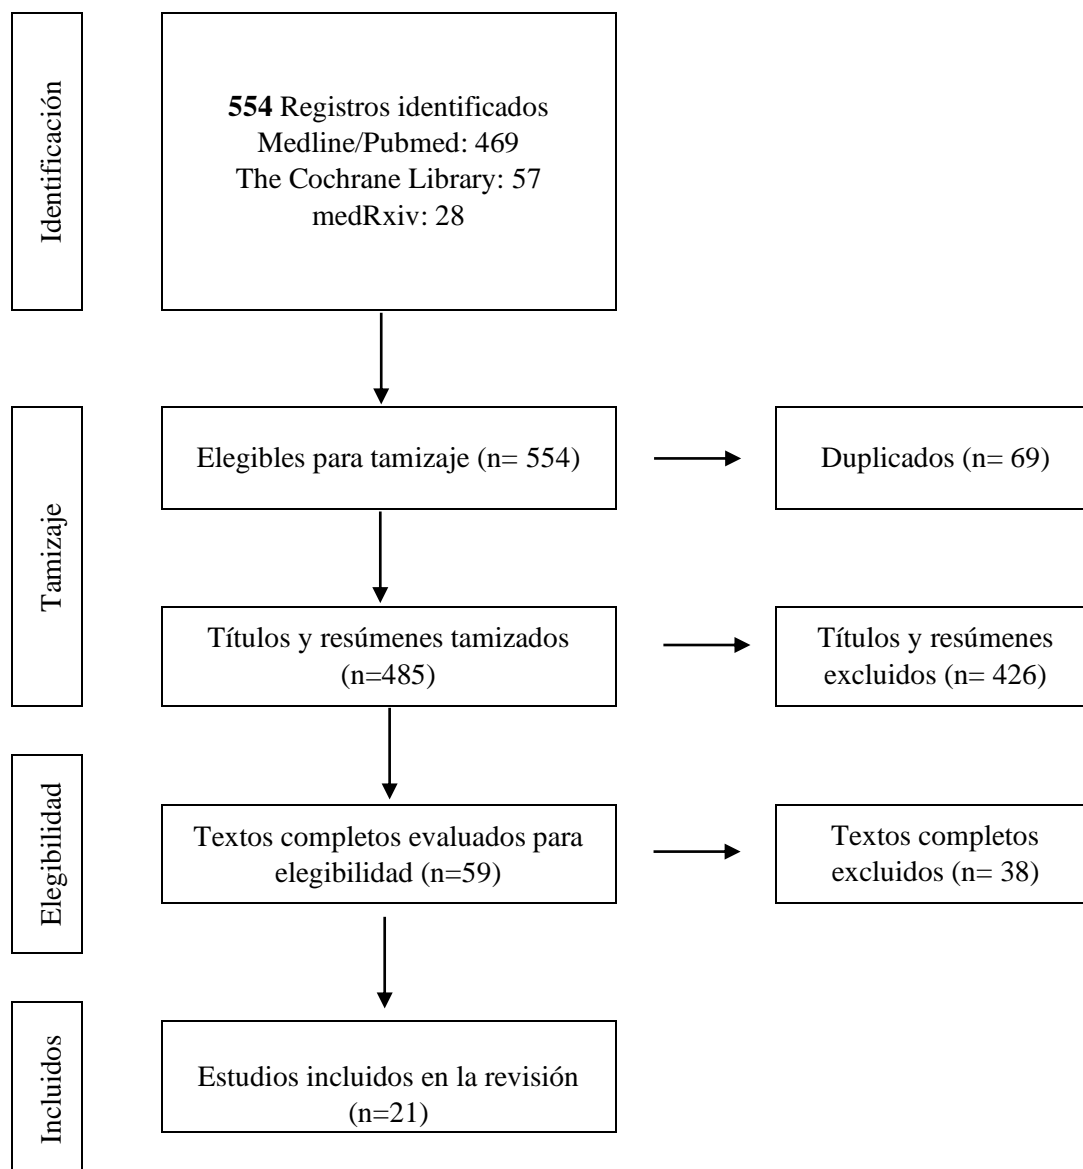 Identificación
554 Registros identificados
Medline/Pubmed: 469
The Cochrane Library: 57
medRxiv: 28
Tamizaje
Elegibles para tamizaje (n= 554)
Duplicados (n= 69)
Títulos y resúmenes tamizados
(n=485)
Títulos y resúmenes
excluidos (n= 426)
Elegibilidad
Textos completos evaluados para
elegibilidad (n=59)
Textos completos
excluidos (n= 38)
Incluidos
Estudios incluidos en la revisión
(n=21)